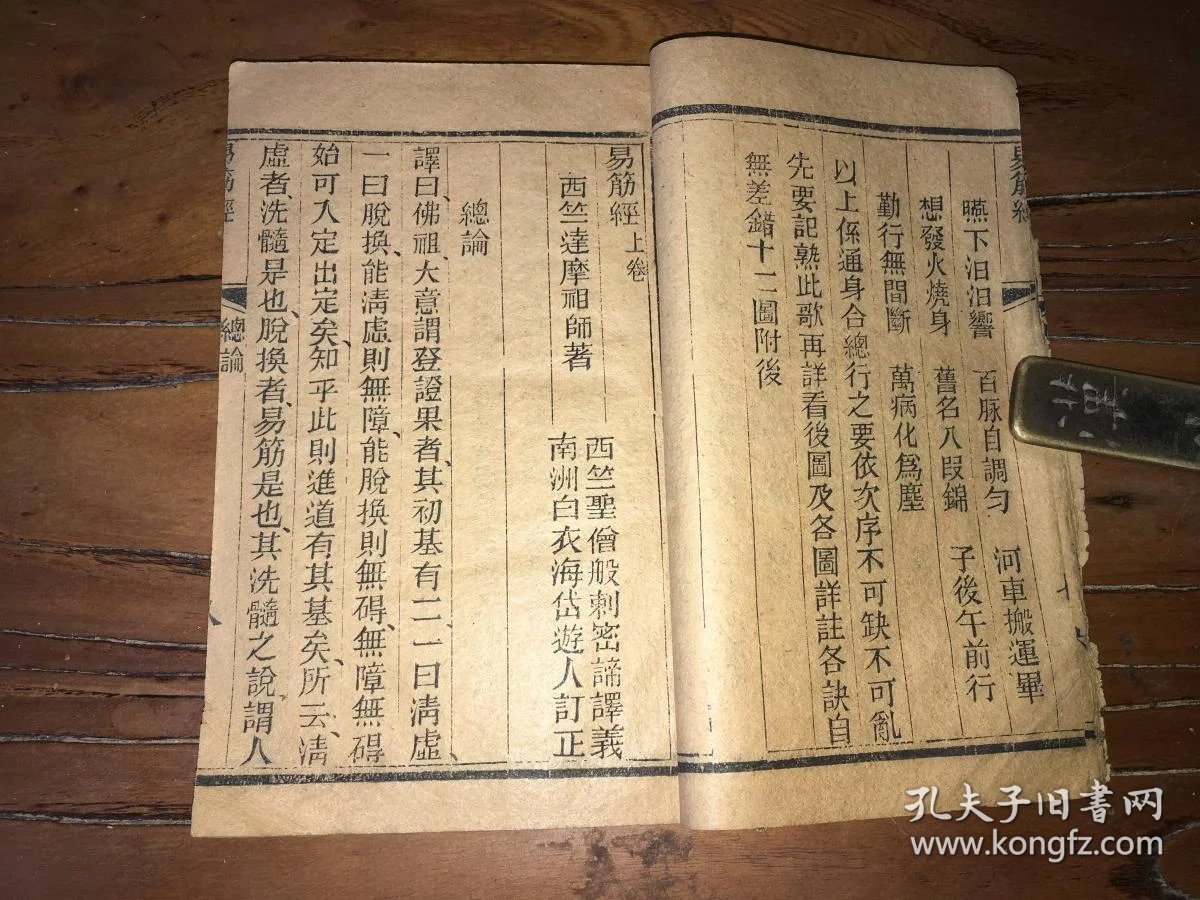 嚥下汩汩響 百脉自調勻 河車搬運畢
想發火燒身 舊名八段錦 子後午前行
勤行無間斷 萬病化爲塵
以上係通身合總行之要依次序不可缺不可亂
先要記熟此歌再詳看後圖及各圖詳註各訣自
無差錯十二圖附後
易筋經上卷
西竺達摩祖師著
西竺聖僧般剌密諦譯義
南洲白衣海岱遊人訂正
總論
譯曰、佛祖大意謂登證果者、其初基有二、一曰淸虛、
一曰脫換、能淸虛則無障、能脫換則無碍、無障無碍
始可入定出定矣、知乎此則進道有其基矣、所云、淸
虛者、洗髓是也、脫換者、易筋是也、其洗髓之說、謂人
易筋經
總論
孔夫子旧书网
www.kongfz.com